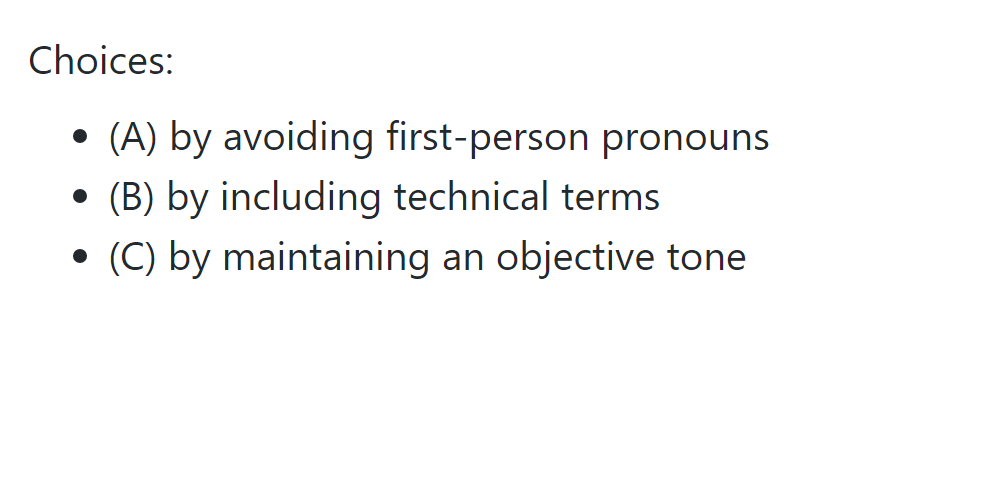 Choices:
• (A) by avoiding first-person pronouns
• (B) by including technical terms
• (C) by maintaining an objective tone